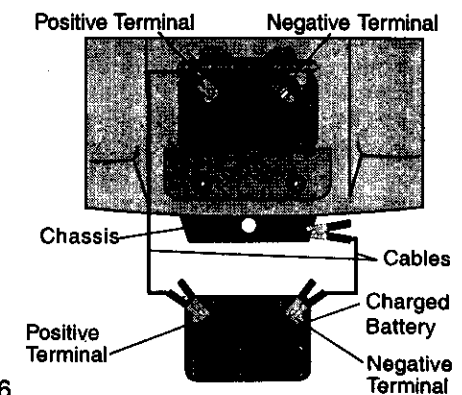 Positive Terminal
Negative Terminal
Chassis
Cables
Charged
Battery
Positive
Terminal
Negative
Terminal
6